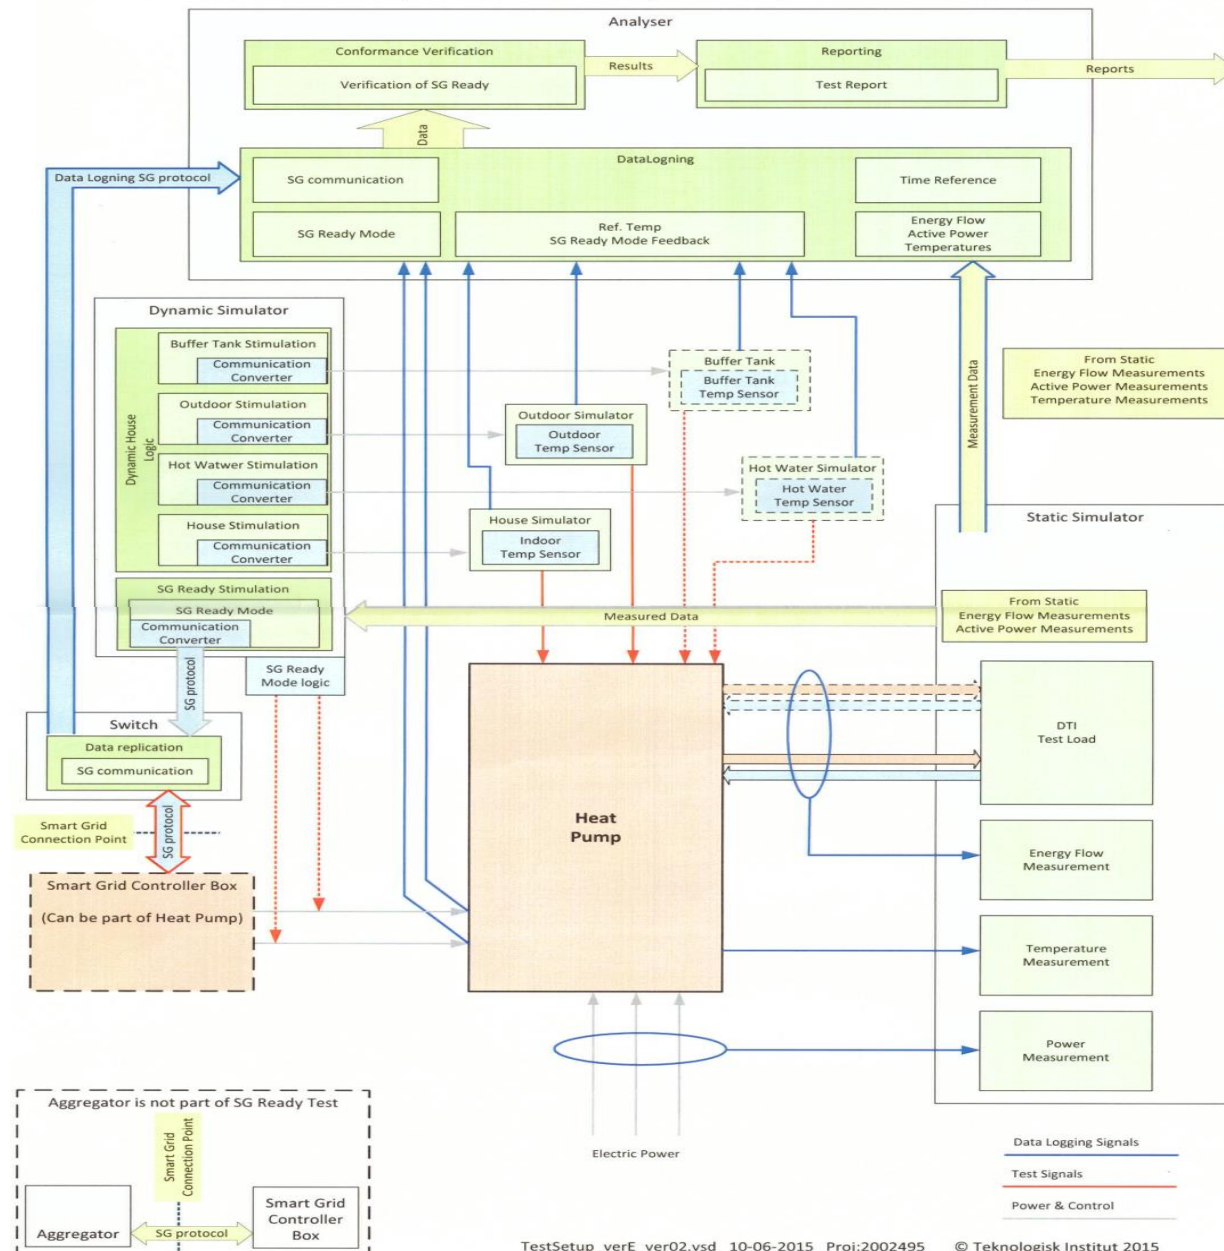 Analyser
Conformance Verification
Verification of SG Ready
Results
Reporting
Test Report
Reports
Data
DataLogning
SG communication
Time Reference
SG Ready Mode
Ref. Temp
SG Ready Mode Feedback
Energy Flow
Active Power
Temperatures
Data Logning SG protocol
Dynamic Simulator
Dynamic House
Logic
Buffer Tank Stimulation
Communication
Converter
Outdoor Stimulation
Communication
Converter
Hot Watwer Stimulation
Communication
Converter
House Stimulation
Communication
Converter
SG Ready Stimulation
SG Ready Mode
Communication
Converter
SG Ready
Mode logic
SG protocol
Buffer Tank
Buffer Tank
Temp Sensor
Outdoor Simulator
Outdoor
Temp Sensor
Hot Water Simulator
Hot Water
Temp Sensor
House Simulator
Indoor
Temp Sensor
Measurement Data
From Static
Energy Flow Measurements
Active Power Measurements
Temperature Measurements
Static Simulator
Measured Data
From Static
Energy Flow Measurements
Active Power Measurements
Switch
Data replication
SG communication
Smart Grid
Connection Point
SG protocol
Smart Grid Controller Box
(Can be part of Heat Pump)
Heat
Pump
DTI
Test Load
Energy Flow
Measurement
Temperature
Measurement
Power
Measurement
Electric Power
Aggregator is not part of SG Ready Test
Smart Grid
Connection Point
Aggregator
SG protocol
Smart Grid
Controller
Box
Data Logging Signals
Test Signals
Power & Control
TestSetup_verE_ver02.vsd 10-06-2015 Proj:2002495 © Teknologisk Institut 2015